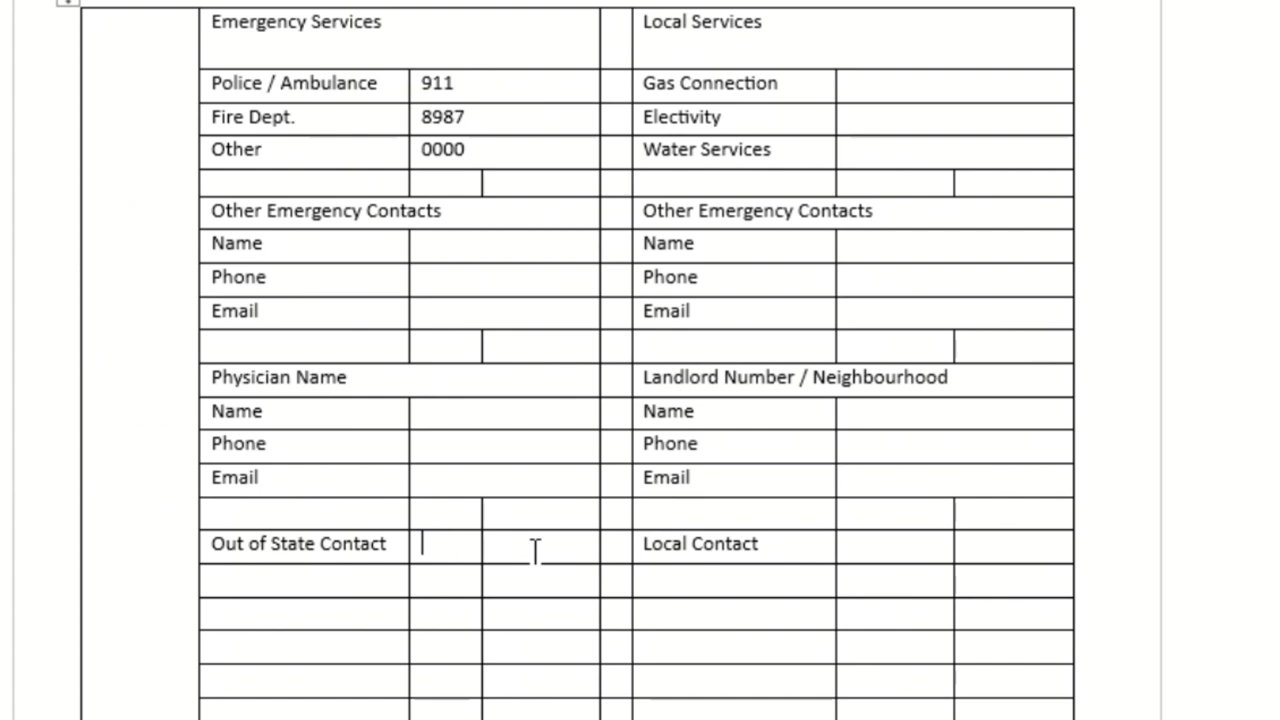 Emergency Services Local Services
Police / Ambulance 911 Gas Connection
Fire Dept. 8987 Electivity
Other 0000 Water Services
Other Emergency Contacts Other Emergency Contacts
Name Name
Phone Phone
Email Email
Physician Name Landlord Number / Neighbourhood
Name Name
Phone Phone
Email Email
Out of State Contact Local Contact